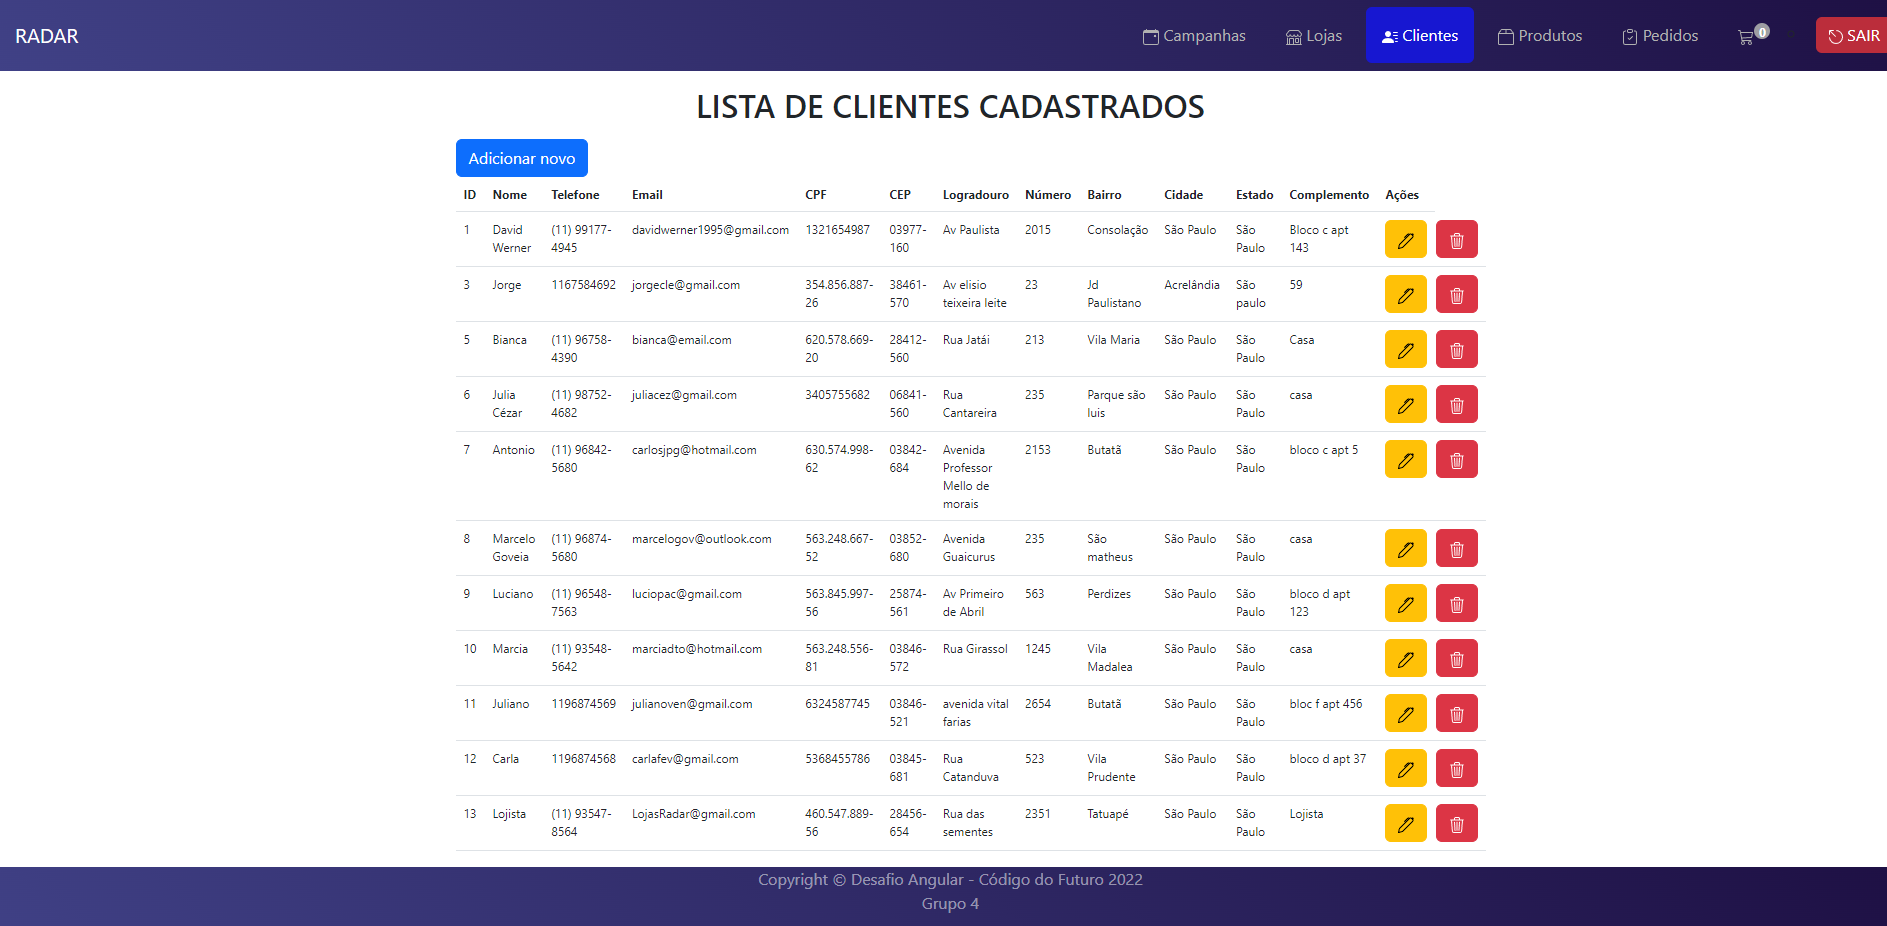 RADAR Campanhas Lojas Clientes Produtos Pedidos 0 SAIR
LISTA DE CLIENTES CADASTRADOS
Adicionar novo
ID Nome Telefone Email CPF CEP Logradouro Número Bairro Cidade Estado Complemento Ações
1 David (11) 99177- davidwerner1995@gmail.com 1321654987 03977- Av Paulista 2015 Consolação São Paulo São Bloco c apt
Werner 4945 160 Paulo 143
3 Jorge 1167584692 jorgecle@gmail.com 354.856.887- 38461- Av elisio 23 Jd Acrelândia São 59
26 570 teixeira leite Paulistano paulo
5 Bianca (11) 96758- bianca@email.com 620.578.669- 28412- Rua Jatái 213 Vila Maria São Paulo São Casa
4390 20 560 Paulo
6 Julia (11) 98752- juliacez@gmail.com 3405755682 06841- Rua 235 Parque são São Paulo São casa
Cézar 4682 560 Cantareira luis Paulo
7 Antonio (11) 96842- carlosjpg@hotmail.com 630.574.998- 03842- Avenida 2153 Butatã São Paulo São bloco c apt 5
5680 62 684 Professor Paulo
Mello de
morais
8 Marcelo (11) 96874- marcelogov@outlook.com 563.248.667- 03852- Avenida 235 São São Paulo São casa
Goveia 5680 52 680 Guaicurus matheus Paulo
9 Luciano (11) 96548- luciopac@gmail.com 563.845.997- 25874- Av Primeiro 563 Perdizes São Paulo São bloco d apt
7563 56 561 de Abril Paulo 123
10 Marcia (11) 93548- marciadto@hotmail.com 563.248.556- 03846- Rua Girassol 1245 Vila São Paulo São casa
5642 81 572 Madalea Paulo
11 Juliano 1196874569 julianoven@gmail.com 6324587745 03846- avenida vital 2654 Butatã São Paulo São bloc f apt 456
521 farias Paulo
12 Carla 1196874568 carlafev@gmail.com 5368455786 03845- Rua 523 Vila São Paulo São bloco d apt 37
681 Catanduva Prudente Paulo
13 Lojista (11) 93547- LojasRadar@gmail.com 460.547.889- 28456- Rua das 2351 Tatuapé São Paulo São Lojista
8564 56 654 sementes Paulo
Copyright © Desafio Angular - Código do Futuro 2022
Grupo 4